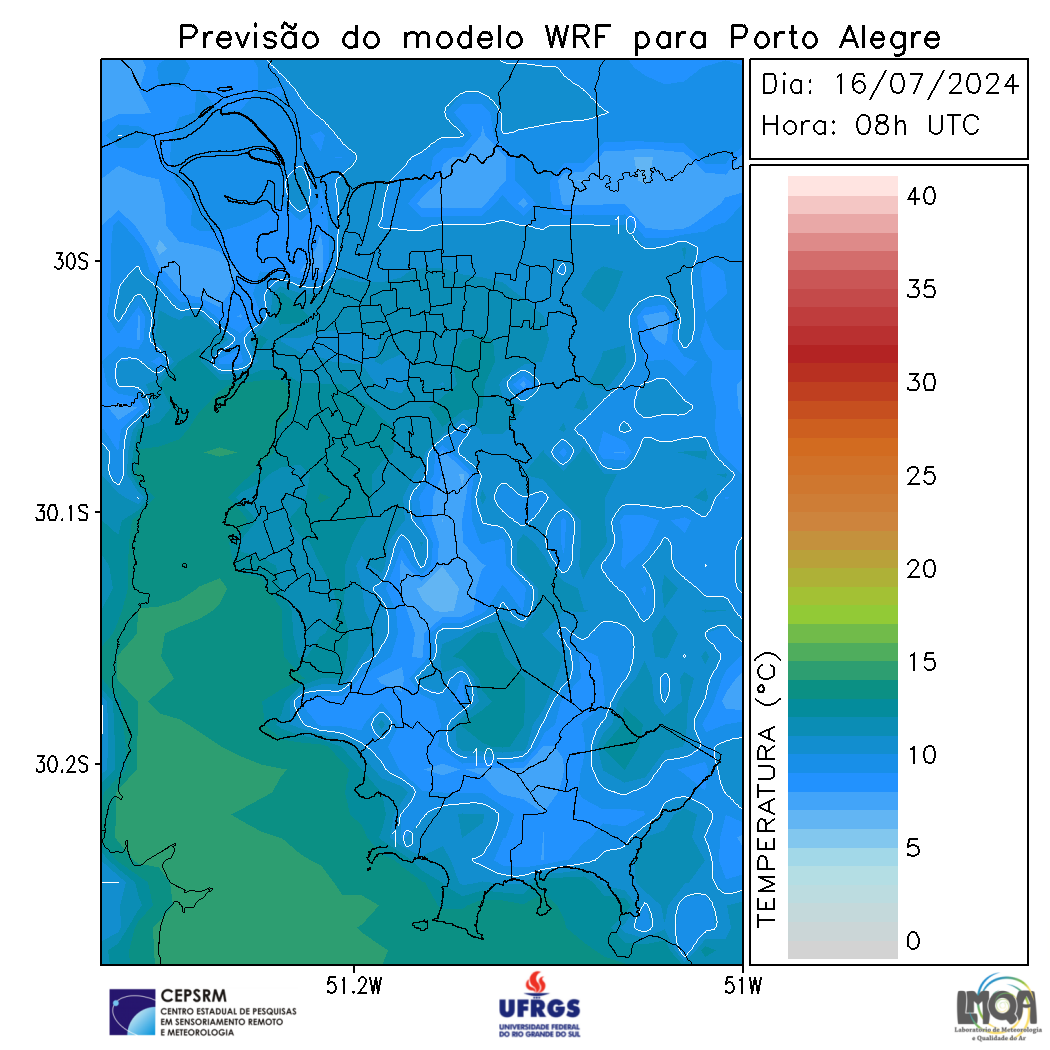 Previsão do modelo WRF para Porto Alegre
Dia: 16/07/2024
Hora: 08h UTC
30S
30.1S
30.2S
51.2W
51W
10
10
10
TEMPERATURA (°C)
40
35
30
25
20
15
10
5
0
CEPSRM
CENTRO ESTADUAL DE PESQUISAS
EM SENSORIAMENTO REMOTO
E METEOROLOGIA
UFRGS
UNIVERSIDADE FEDERAL
DO RIO GRANDE DO SUL
LMQA
Laboratório de Meteorologia
e Qualidade do Ar